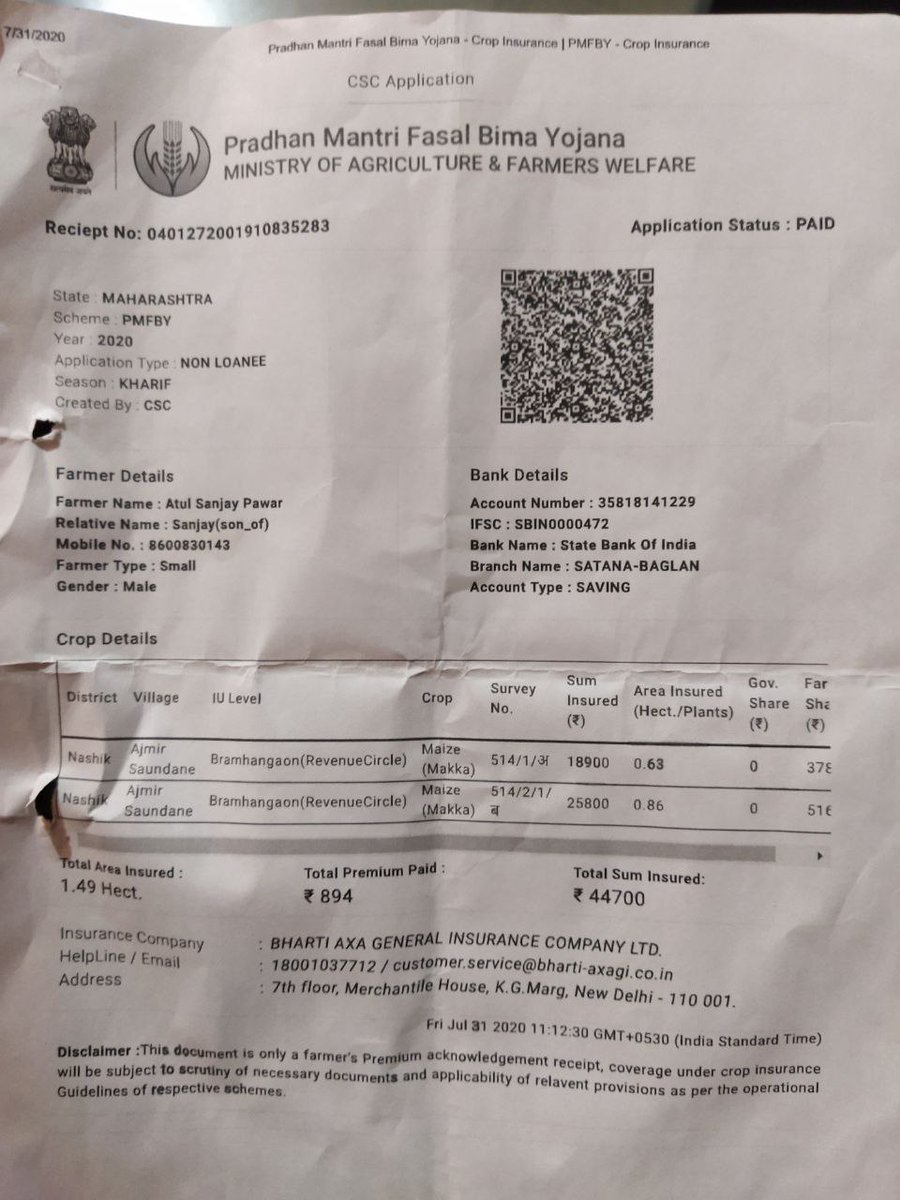 7/31/2020
Pradhan Mantri Fasal Bima Yojana - Crop Insurance | PMFBY - Crop Insurance
CSC Application
Pradhan Mantri Fasal Bima Yojana
MINISTRY OF AGRICULTURE & FARMERS WELFARE
सत्यमेव जयते
Reciept No: 0401272001910835283
Application Status : PAID
State : MAHARASHTRA
Scheme : PMFBY
Year : 2020
Application Type : NON LOANEE
Season : KHARIF
Created By : CSC
Farmer Details
Farmer Name : Atul Sanjay Pawar
Relative Name : Sanjay(son_of)
Mobile No. : 8600830143
Farmer Type : Small
Gender : Male
Bank Details
Account Number : 35818141229
IFSC : SBIN0000472
Bank Name : State Bank Of India
Branch Name : SATANA-BAGLAN
Account Type : SAVING
Crop Details
District Village IU Level Crop Survey No. Sum Insured (₹) Area Insured (Hect./Plants) Gov. Share (₹) Far Sha (₹)
Nashik Ajmir Saundane Bramhangaon(RevenueCircle) Maize (Makka) 514/1/अ 18900 0.63 0 378
Nashik Ajmir Saundane Bramhangaon(RevenueCircle) Maize (Makka) 514/2/1/ब 25800 0.86 0 516
Total Area Insured :
1.49 Hect.
Total Premium Paid :
₹ 894
Total Sum Insured:
₹ 44700
Insurance Company : BHARTI AXA GENERAL INSURANCE COMPANY LTD.
HelpLine / Email : 18001037712 / customer.service@bharti-axagi.co.in
Address : 7th floor, Merchantile House, K.G.Marg, New Delhi - 110 001.
Fri Jul 31 2020 11:12:30 GMT+0530 (India Standard Time)
Disclaimer :This document is only a farmer's Premium acknowledgement receipt, coverage under crop insurance
will be subject to scrutiny of necessary documents and applicability of relavent provisions as per the operational
Guidelines of respective schemes.